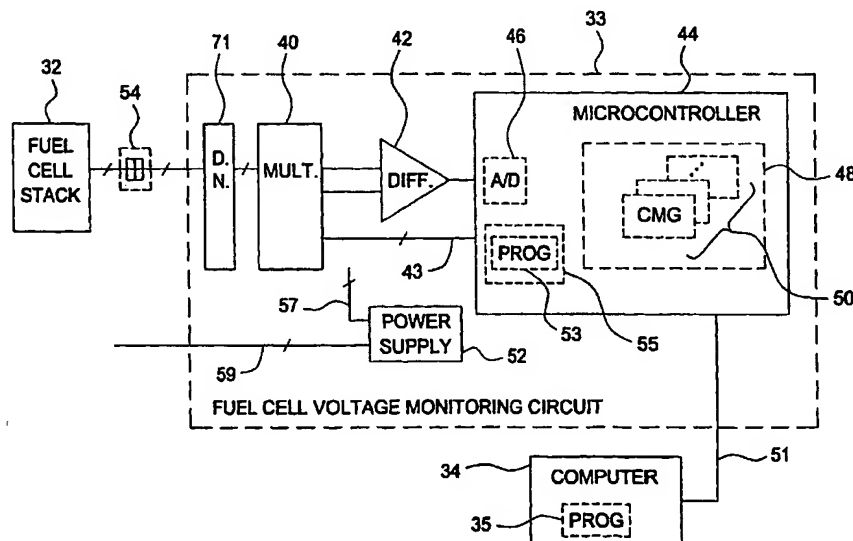 71
40
42
46
33
44
32
54
FUEL
CELL
STACK
D.
N.
MULT.
DIFF.
A/D
MICROCONTROLLER
CMG
48
50
PROG
43
53
55
57
POWER
SUPPLY
52
59
FUEL CELL VOLTAGE MONITORING CIRCUIT
34
COMPUTER
51
35
PROG